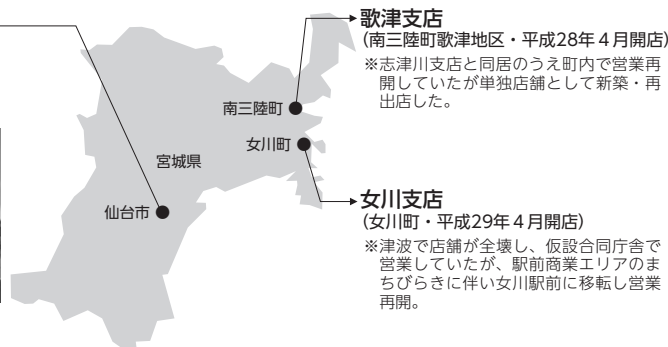 歌津支店
(南三陸町歌津地区・平成28年４月開店)
※志津川支店と同居のうえ町内で営業再
開していたが単独店舗として新築・再
出店した。
南三陸町
女川町
宮城県
仙台市
女川支店
(女川町・平成29年４月開店)
※津波で店舗が全壊し、仮設合同庁舎で
営業していたが、駅前商業エリアのま
ちびらきに伴い女川駅前に移転し営業
再開。